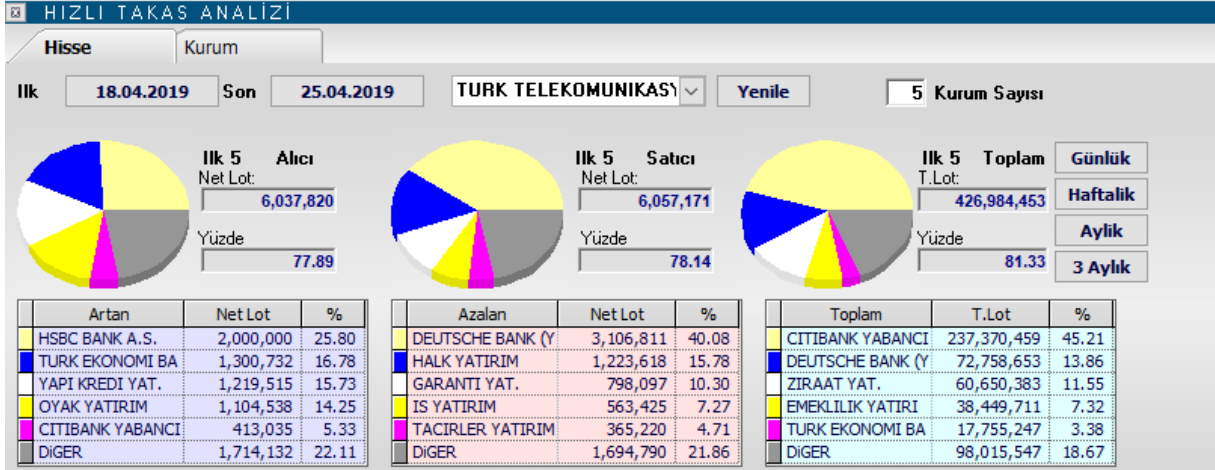 HIZLI TAKAS ANALİZİ
Hisse Kurum
Ilk 18.04.2019 Son 25.04.2019 TURK TELEKOMUNIKASY Yenile 5 Kurum Sayısı
Ilk 5 Alıcı
Net Lot:
6,037,820
Yüzde
77.89
Ilk 5 Satıcı
Net Lot:
6,057,171
Yüzde
78.14
Ilk 5 Toplam
T.Lot:
426,984,453
Yüzde
81.33
Günlük
Haftalik
Aylik
3 Aylık
Artan Net Lot %
HSBC BANK A.S. 2,000,000 25.80
TURK EKONOMI BA 1,300,732 16.78
YAPI KREDI YAT. 1,219,515 15.73
OYAK YATIRIM 1,104,538 14.25
CITIBANK YABANCI 413,035 5.33
DiGER 1,714,132 22.11
Azalan Net Lot %
DEUTSCHE BANK (Y 3,106,811 40.08
HALK YATIRIM 1,223,618 15.78
GARANTI YAT. 798,097 10.30
IS YATIRIM 563,425 7.27
TACIRLER YATIRIM 365,220 4.71
DiGER 1,694,790 21.86
Toplam T.Lot %
CITIBANK YABANCI 237,370,459 45.21
DEUTSCHE BANK (Y 72,758,653 13.86
ZIRAAT YAT. 60,650,383 11.55
EMEKLILIK YATIRI 38,449,711 7.32
TURK EKONOMI BA 17,755,247 3.38
DiGER 98,015,547 18.67